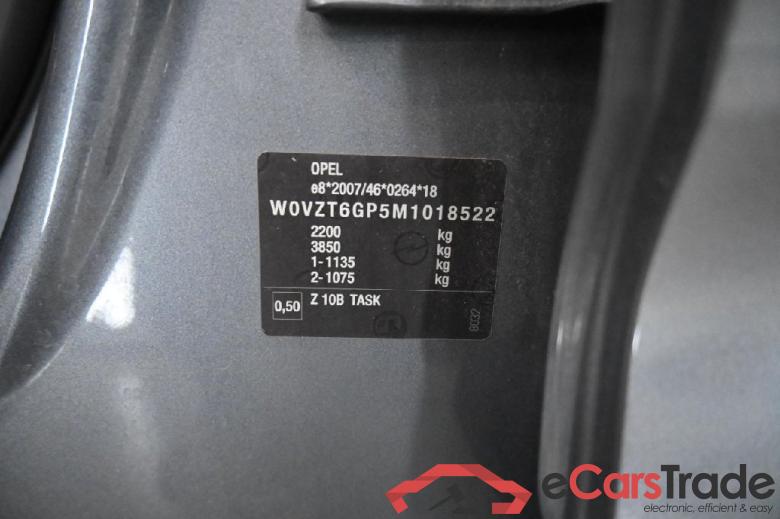 OPEL
e8*2007/46*0264*18
W0VZT6GP5M1018522
2200 kg
3850 kg
1-1135 kg
2-1075 kg
0,50 Z 10B TASK
8032
eCarsTrade
electronic, efficient & easy